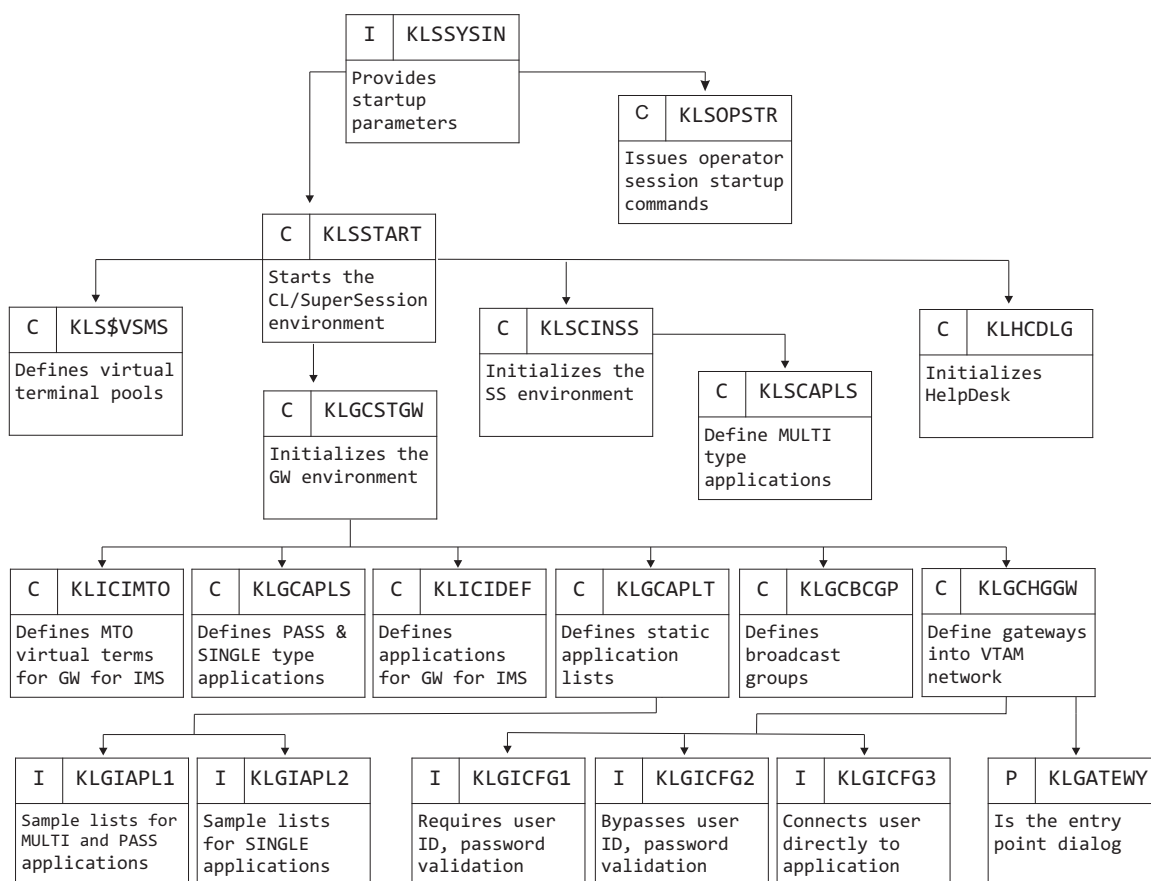 I KLSSYSIN
Provides
startup
parameters
C KLSOPSTR
Issues operator
session startup
commands
C KLSSTART
Starts the
CL/SuperSession
environment
C KLS$VSMS
Defines virtual
terminal pools
C KLSCINSS
Initializes the
SS environment
C KLHCDLG
Initializes
HelpDesk
C KLSCAPLS
Define MULTI
type
applications
C KLGCSTGW
Initializes the
GW environment
C KLICIMTO
Defines MTO
virtual terms
for GW for IMS
C KLGCAPLS
Defines PASS &
SINGLE type
applications
C KLICIDEF
Defines
applications
for GW for IMS
C KLGCAPLT
Defines static
application
lists
C KLGCBCGP
Defines
broadcast
groups
C KLGCHGGW
Define gateways
into VTAM
network
I KLGIAPL1
Sample lists for
MULTI and PASS
applications
I KLGIAPL2
Sample lists
for SINGLE
applications
I KLGICFG1
Requires user
ID, password
validation
I KLGICFG2
Bypasses user
ID, password
validation
I KLGICFG3
Connects user
directly to
application
P KLGATEWY
Is the entry
point dialog